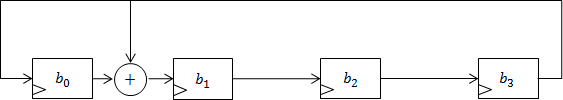 b₀ + b₁ b₂ b₃